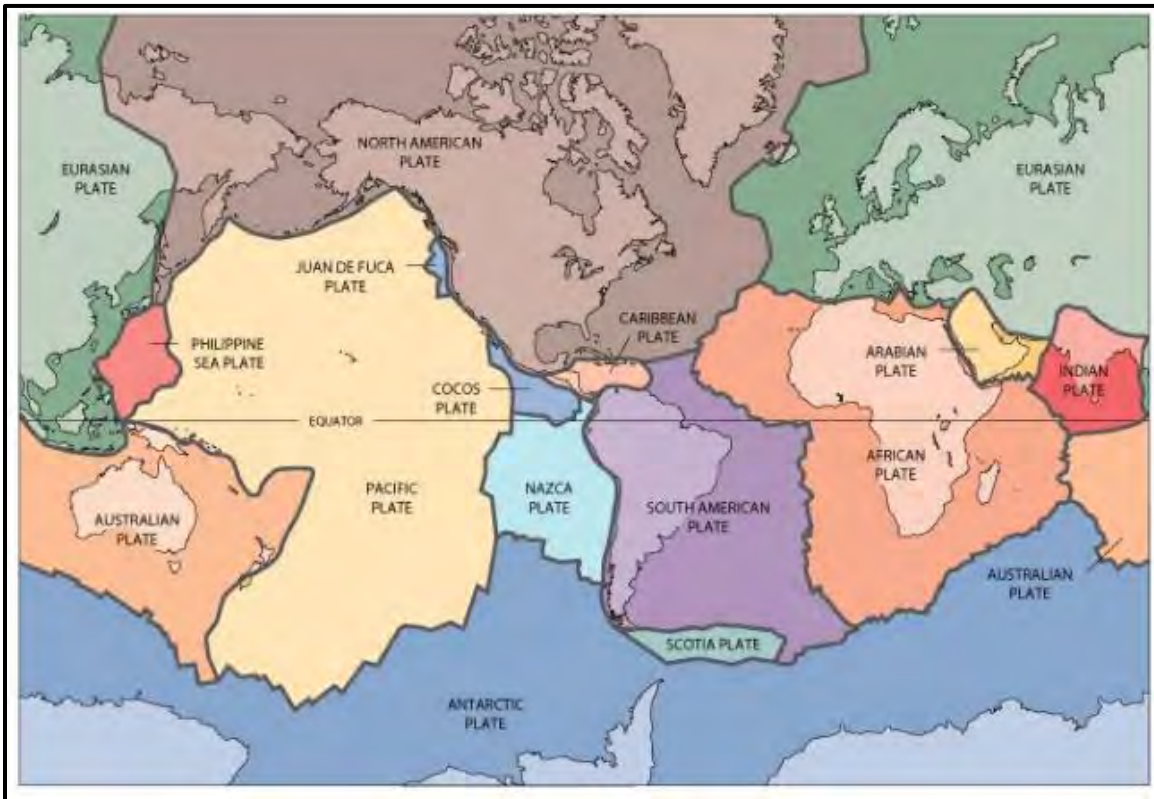 NORTH AMERICAN
PLATE
EURASIAN
PLATE
EURASIAN
PLATE
JUAN DE FUCA
PLATE
CARIBBEAN
PLATE
PHILIPPINE
SEA PLATE
ARABIAN
PLATE
INDIAN
PLATE
COCOS
PLATE
EQUATOR
AFRICAN
PLATE
PACIFIC
PLATE
NAZCA
PLATE
SOUTH AMERICAN
PLATE
AUSTRALIAN
PLATE
AUSTRALIAN
PLATE
SCOTIA PLATE
ANTARCTIC
PLATE